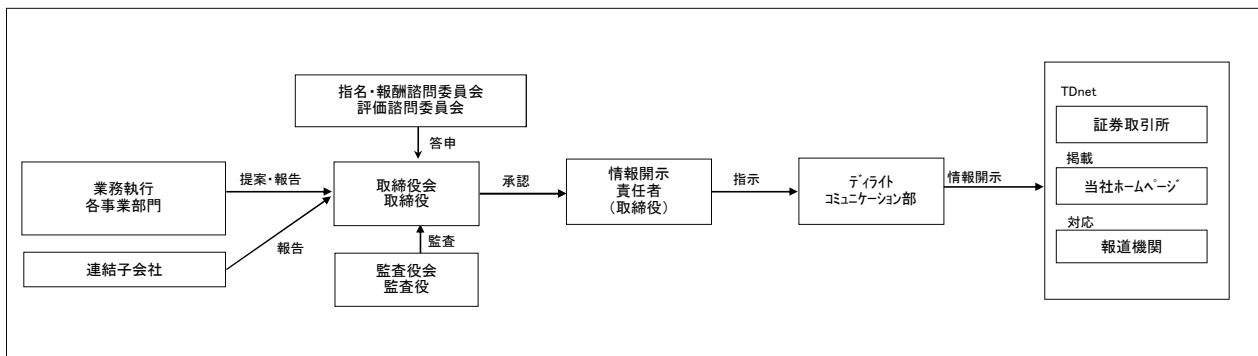 指名・報酬諮問委員会
評価諮問委員会
答申
業務執行
各事業部門
提案・報告
取締役会
取締役
承認
情報開示
責任者
（取締役）
指示
ﾃﾞｨﾗｲﾄ
ｺﾐｭﾆｹｰｼｮﾝ部
情報開示
TDnet
証券取引所
掲載
当社ﾎｰﾑﾍﾟｰｼﾞ
対応
報道機関
連結子会社
報告
監査
監査役会
監査役